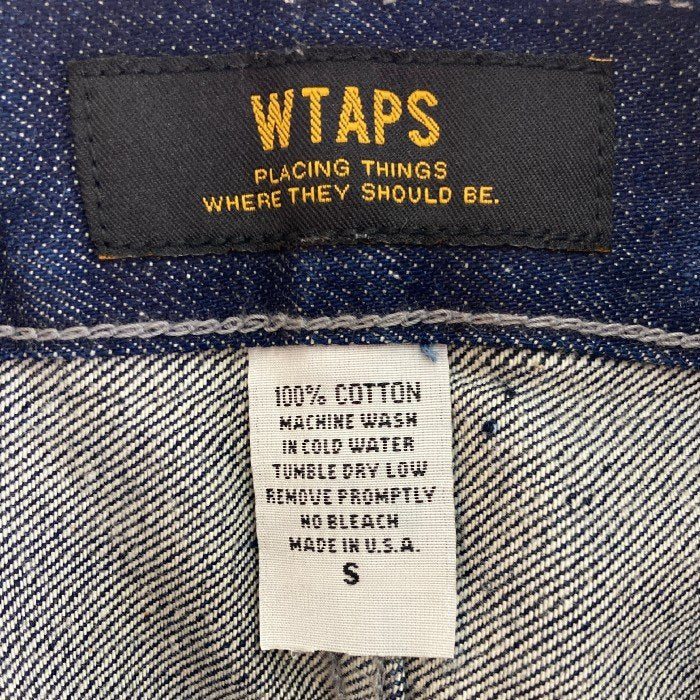 WTAPS
PLACING THINGS
WHERE THEY SHOULD BE.
100% COTTON
MACHINE WASH
IN COLD WATER
TUMBLE DRY LOW
REMOVE PROMPTLY
NO BLEACH
MADE IN U.S.A.
S